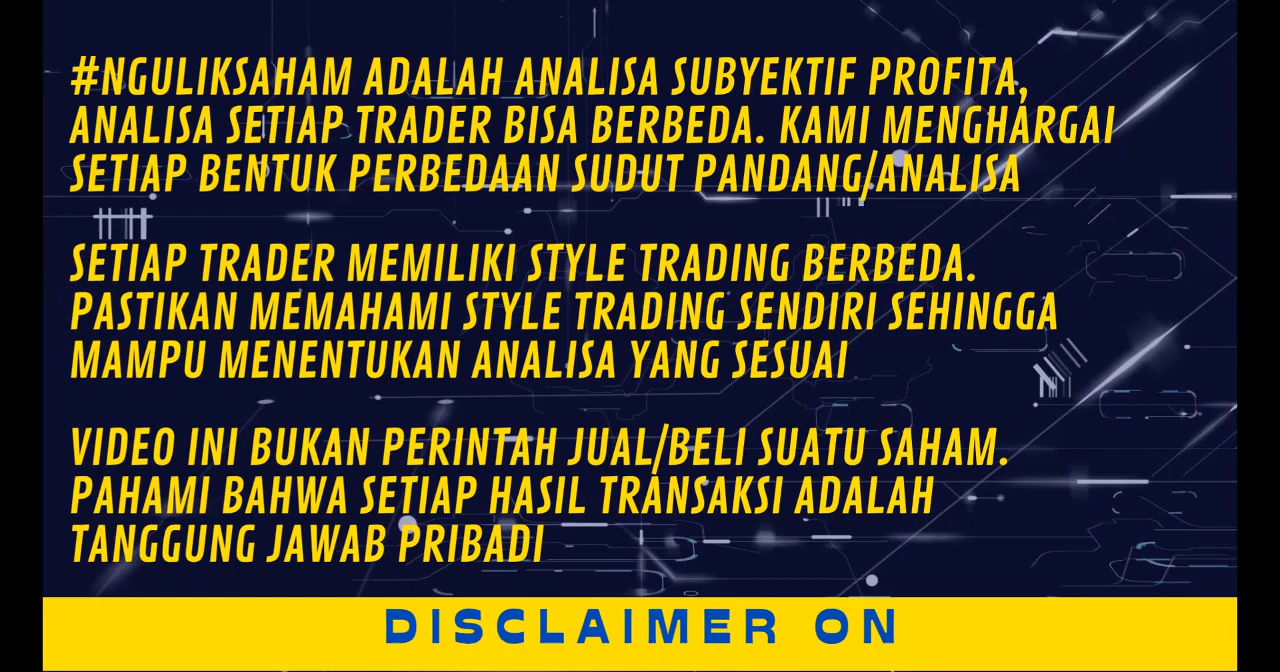 #NGULIKSAHAM ADALAH ANALISA SUBYEKTIF PROFITA,
ANALISA SETIAP TRADER BISA BERBEDA. KAMI MENGHARGAI
SETIAP BENTUK PERBEDAAN SUDUT PANDANG/ANALISA
SETIAP TRADER MEMILIKI STYLE TRADING BERBEDA.
PASTIKAN MEMAHAMI STYLE TRADING SENDIRI SEHINGGA
MAMPU MENENTUKAN ANALISA YANG SESUAI
VIDEO INI BUKAN PERINTAH JUAL/BELI SUATU SAHAM.
PAHAMI BAHWA SETIAP HASIL TRANSAKSI ADALAH
TANGGUNG JAWAB PRIBADI
DISCLAIMER ON